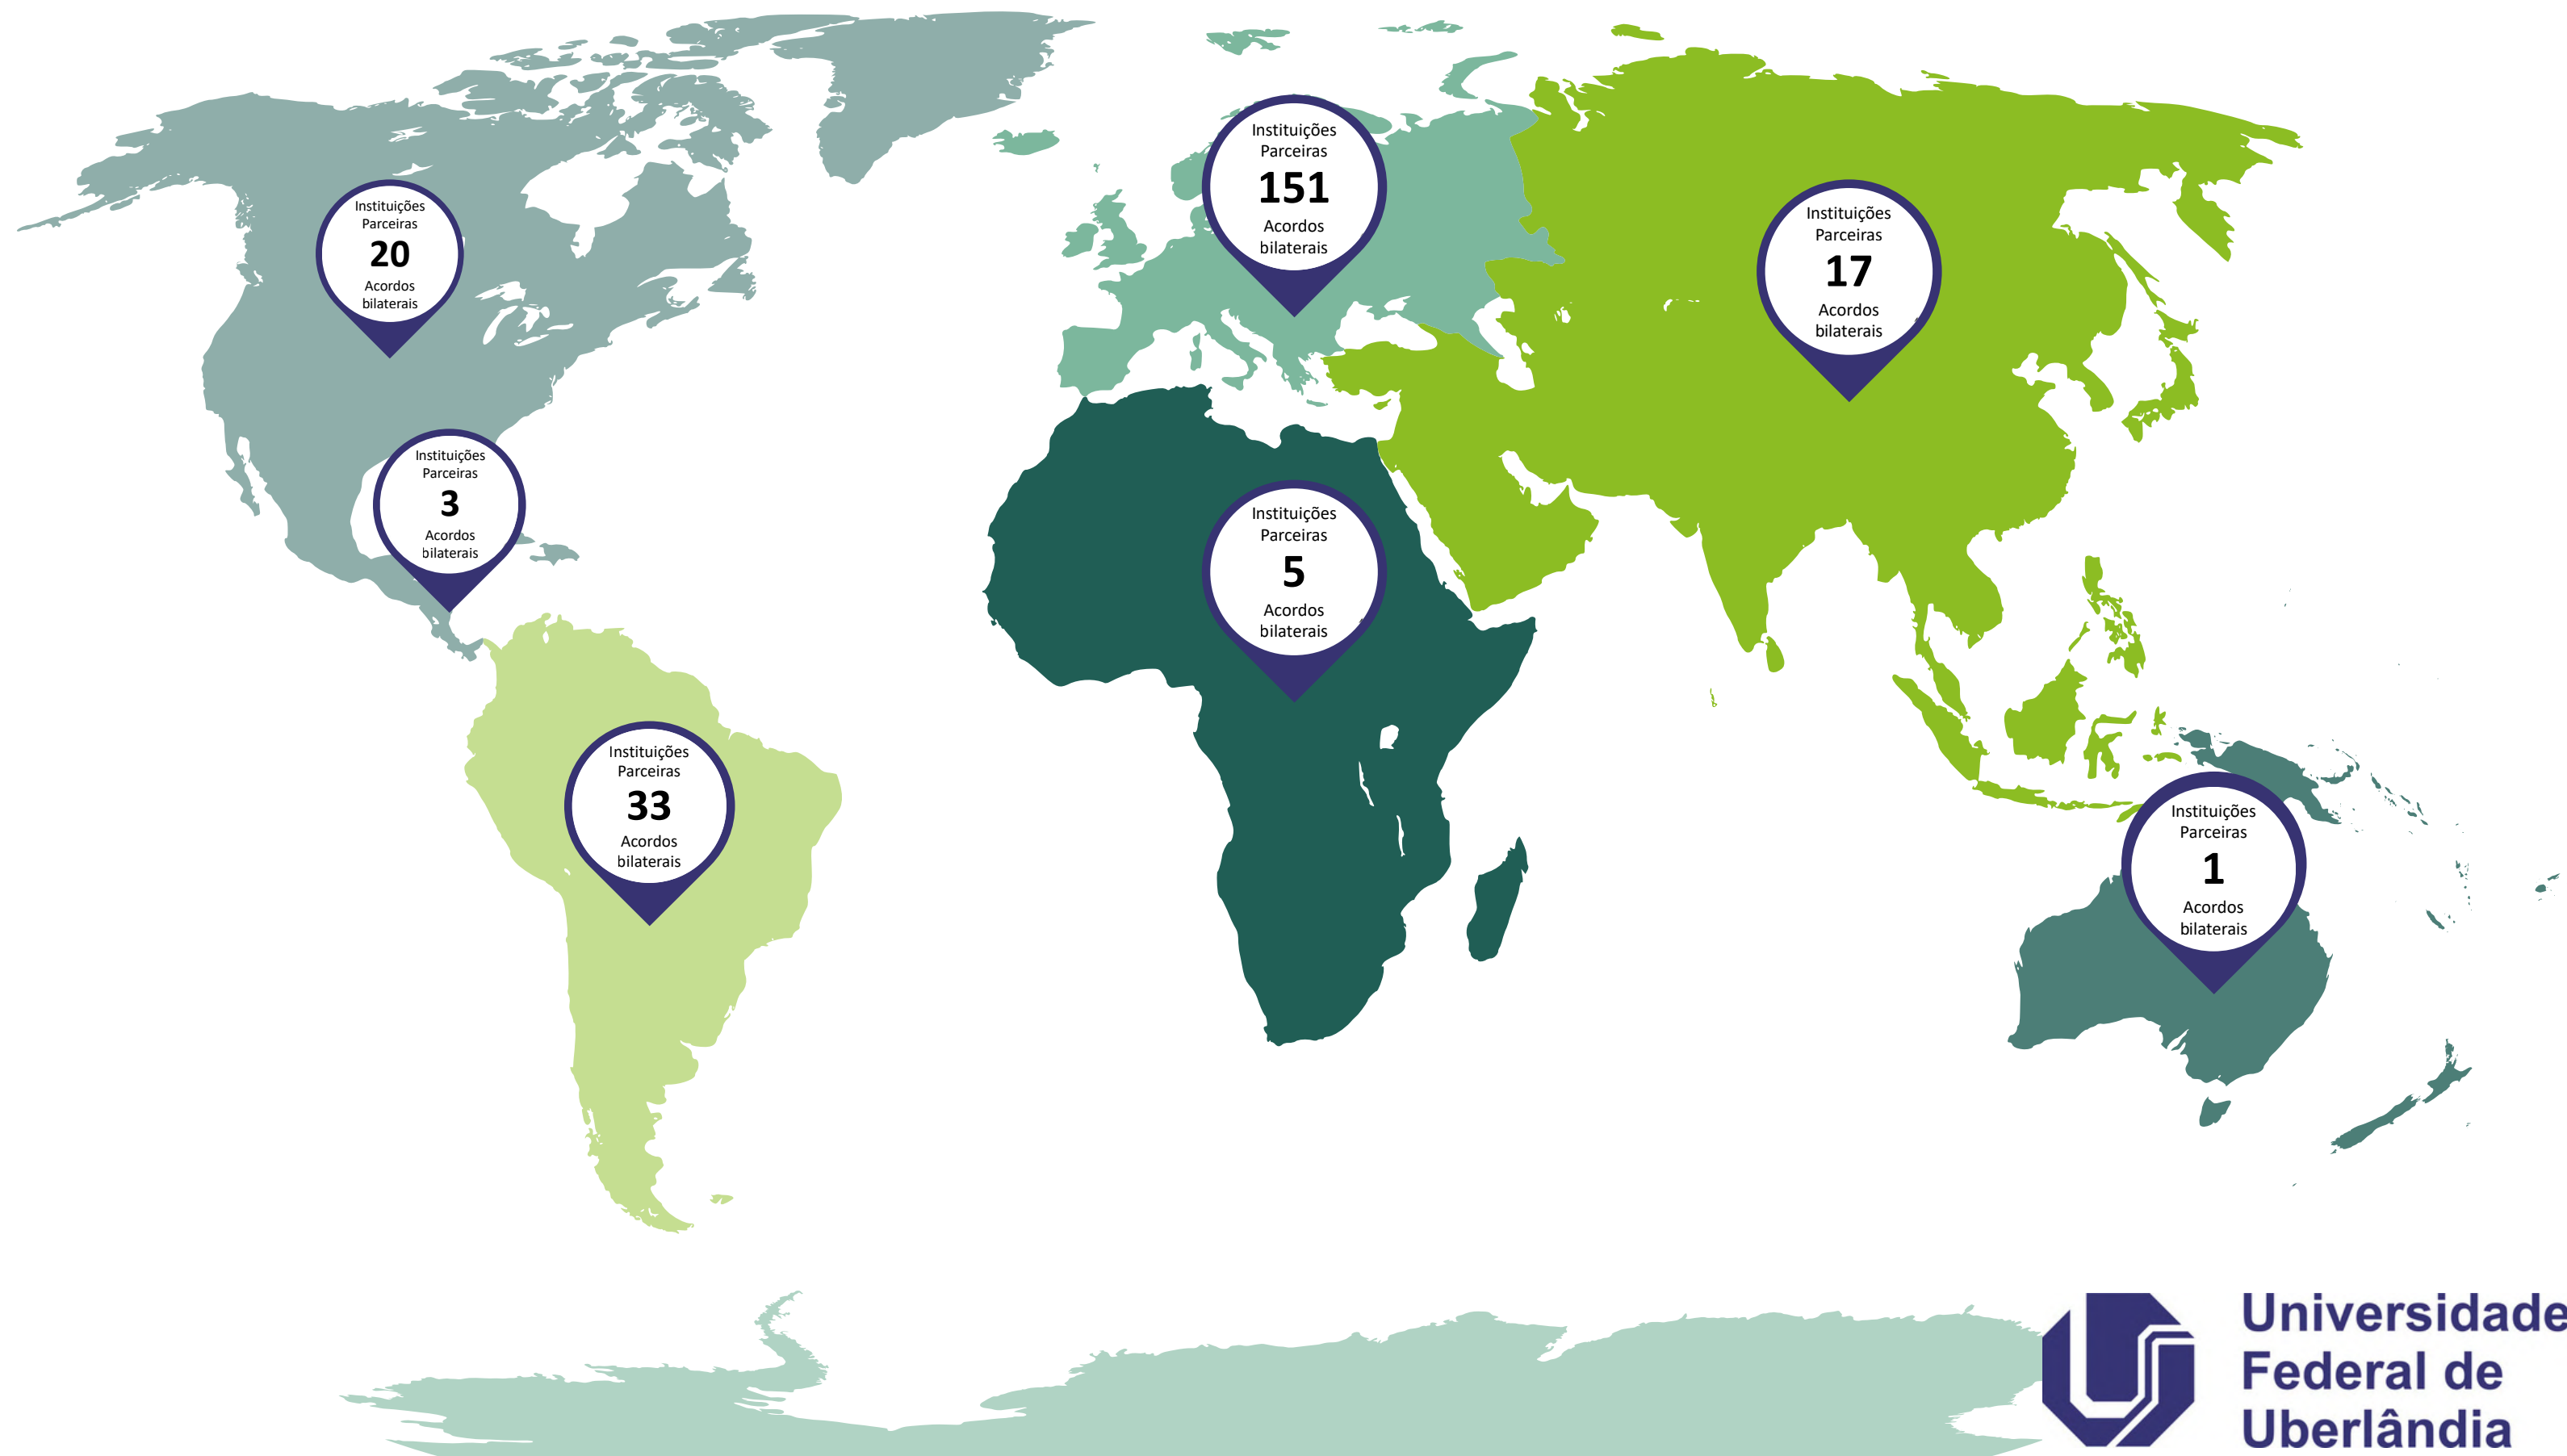 Instituições
Parceiras
151
Acordos
bilaterais
Instituições
Parceiras
20
Acordos
bilaterais
Instituições
Parceiras
17
Acordos
bilaterais
Instituições
Parceiras
3
Acordos
bilaterais
Instituições
Parceiras
5
Acordos
bilaterais
Instituições
Parceiras
33
Acordos
bilaterais
Instituições
Parceiras
1
Acordos
bilaterais
Universidade
Federal de
Uberlândia